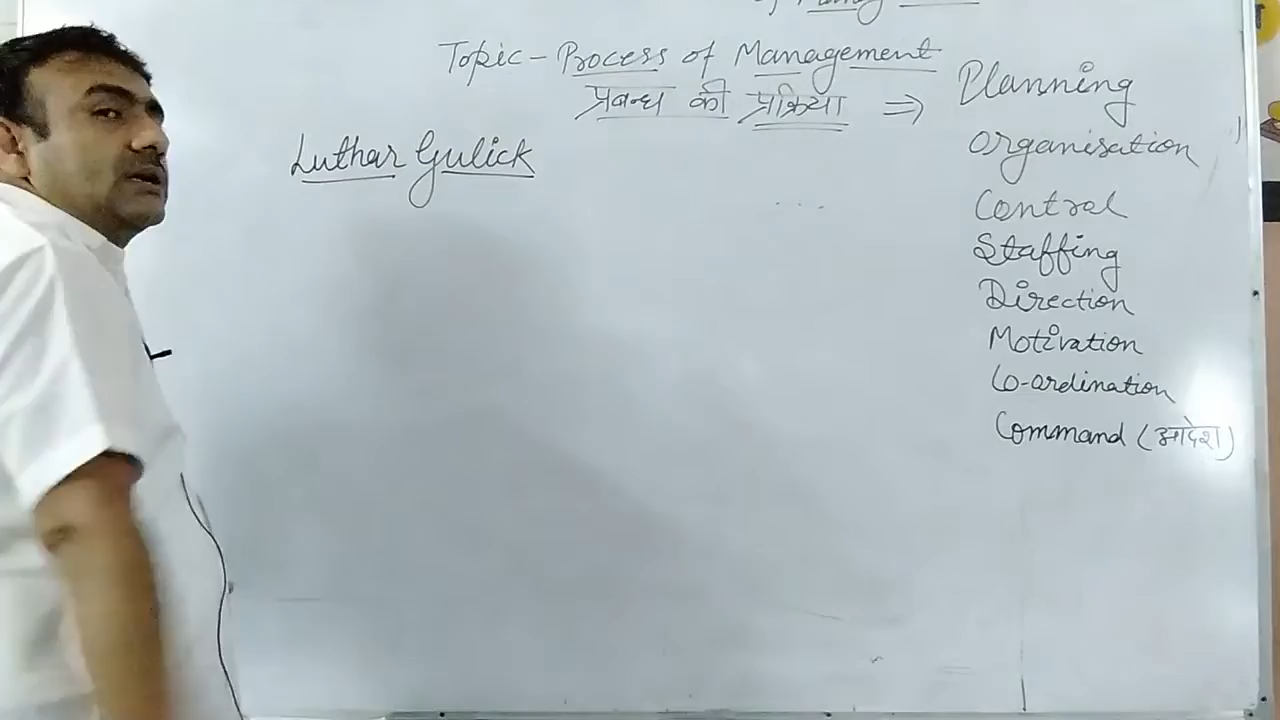 Topic - Process of Management
प्रबन्ध की प्रक्रिया ⇒
Luthar Gulick
Planning
Organisation
Control
Staffing
Direction
Motivation
Co-ordination
Command (आदेश)